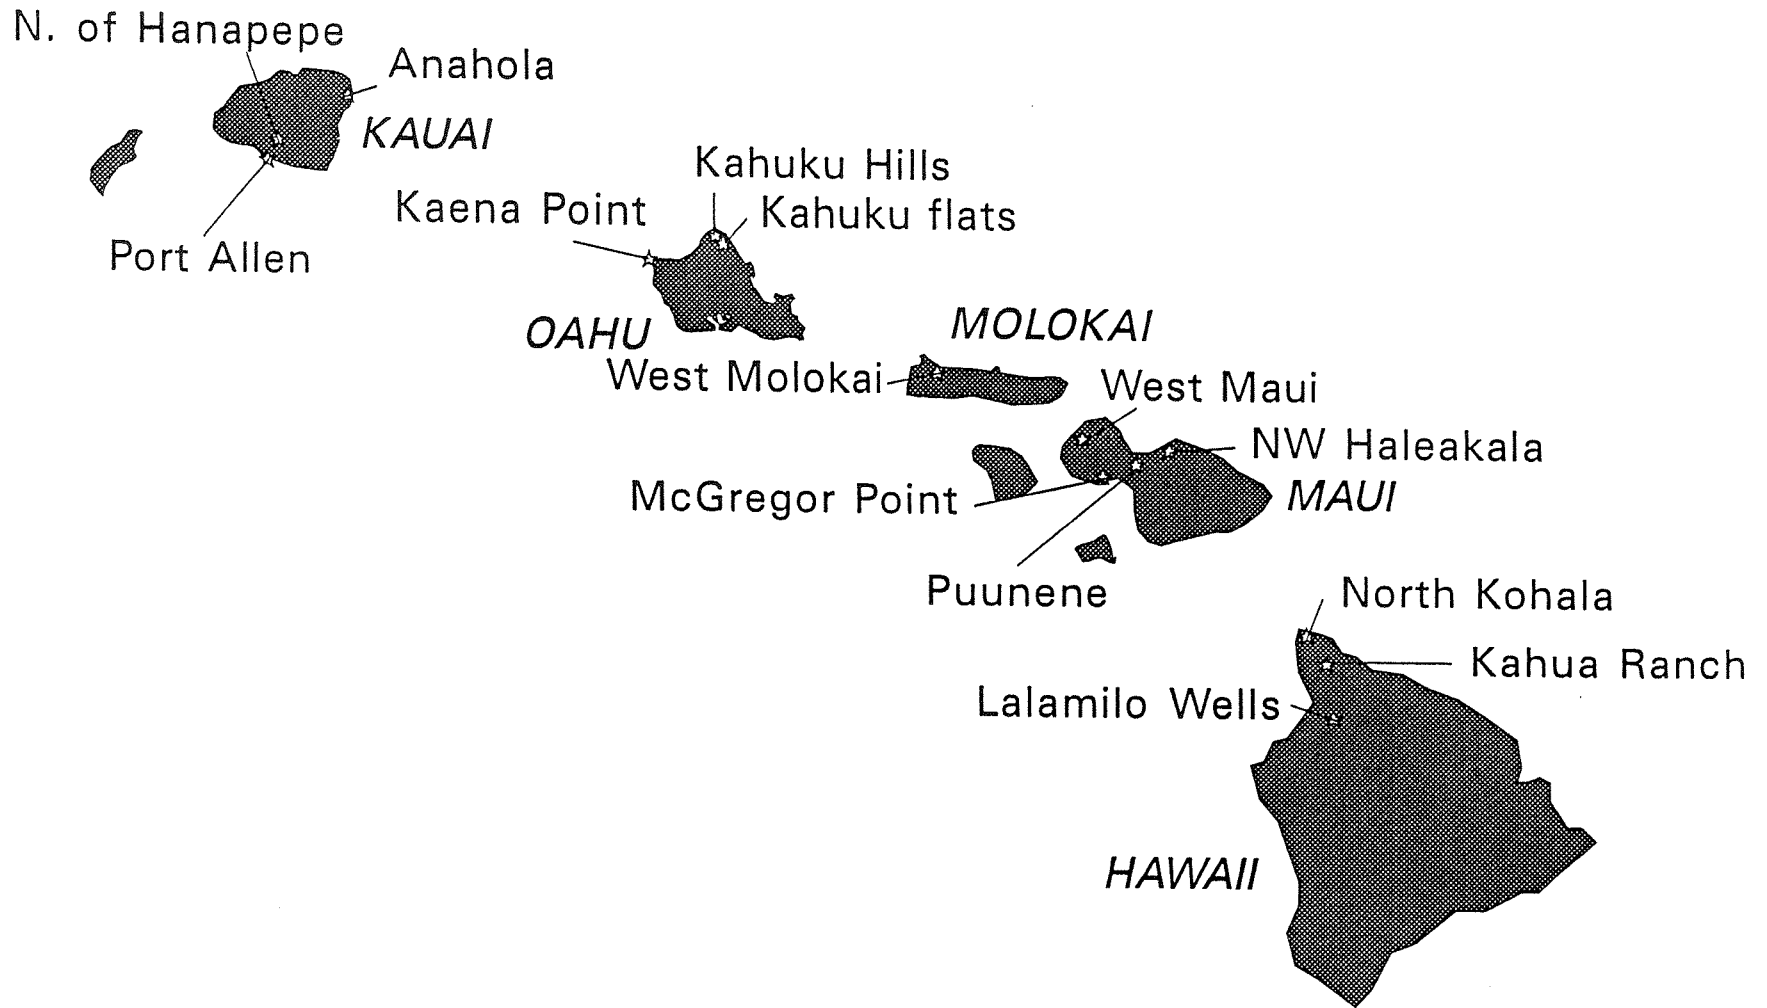 N. of Hanapepe
Anahola
KAUAI
Port Allen
Kahuku Hills
Kaena Point
Kahuku flats
OAHU
MOLOKAI
West Molokai
West Maui
NW Haleakala
McGregor Point
MAUI
Puunene
North Kohala
Kahua Ranch
Lalamilo Wells
HAWAII